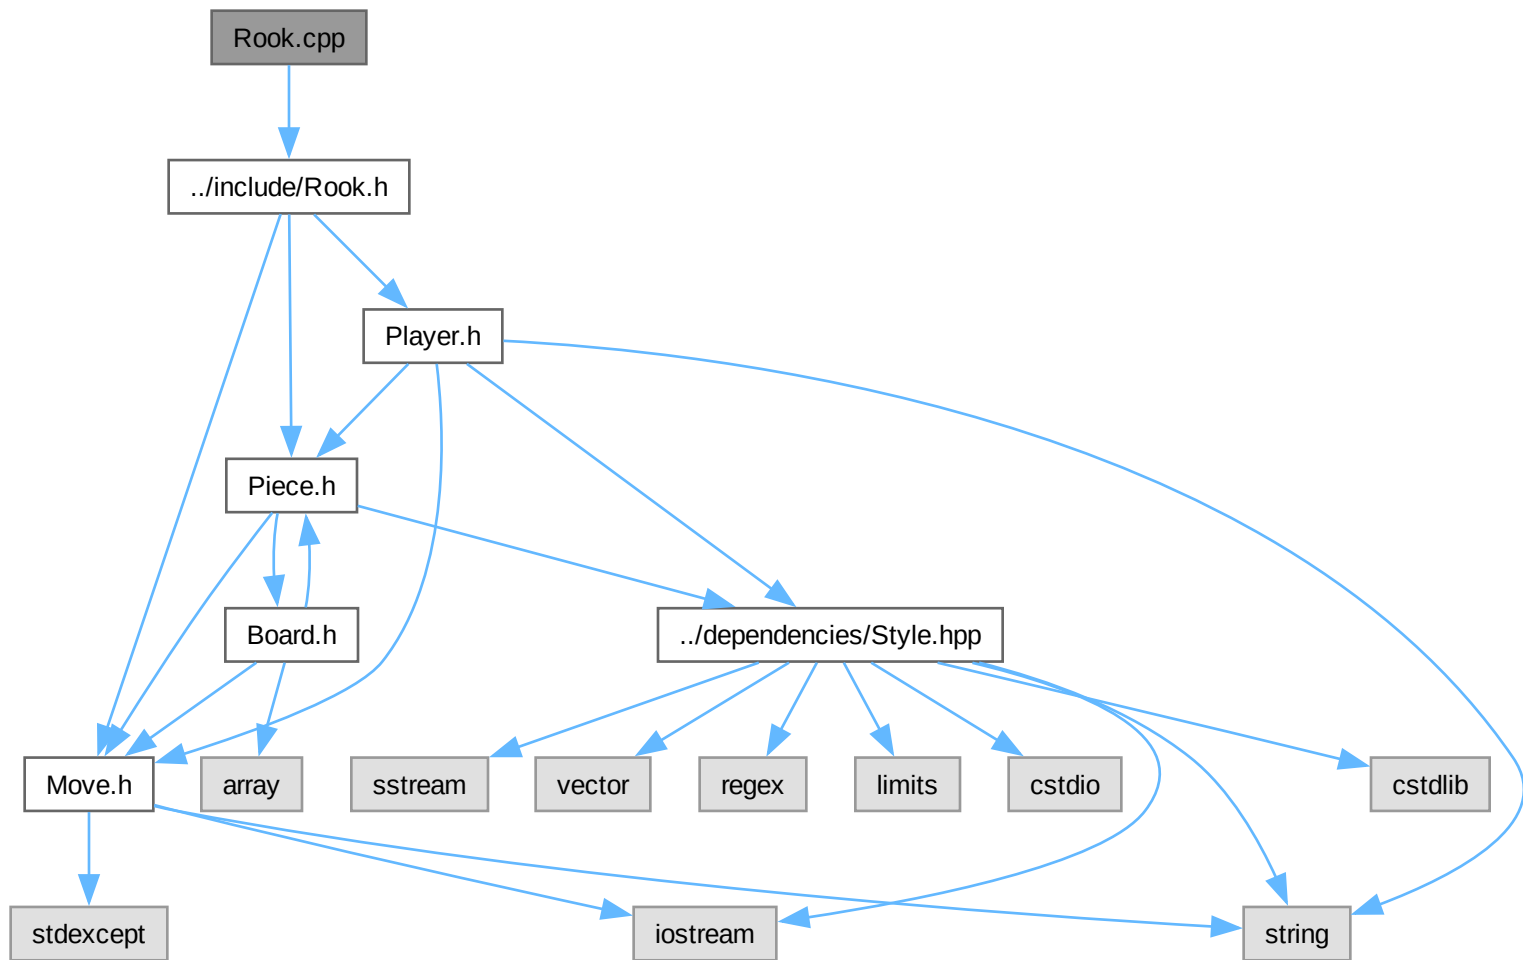 Rook.cpp
../include/Rook.h
Player.h
Piece.h
Board.h
../dependencies/Style.hpp
Move.h
array
sstream
vector
regex
limits
cstdio
cstdlib
stdexcept
iostream
string